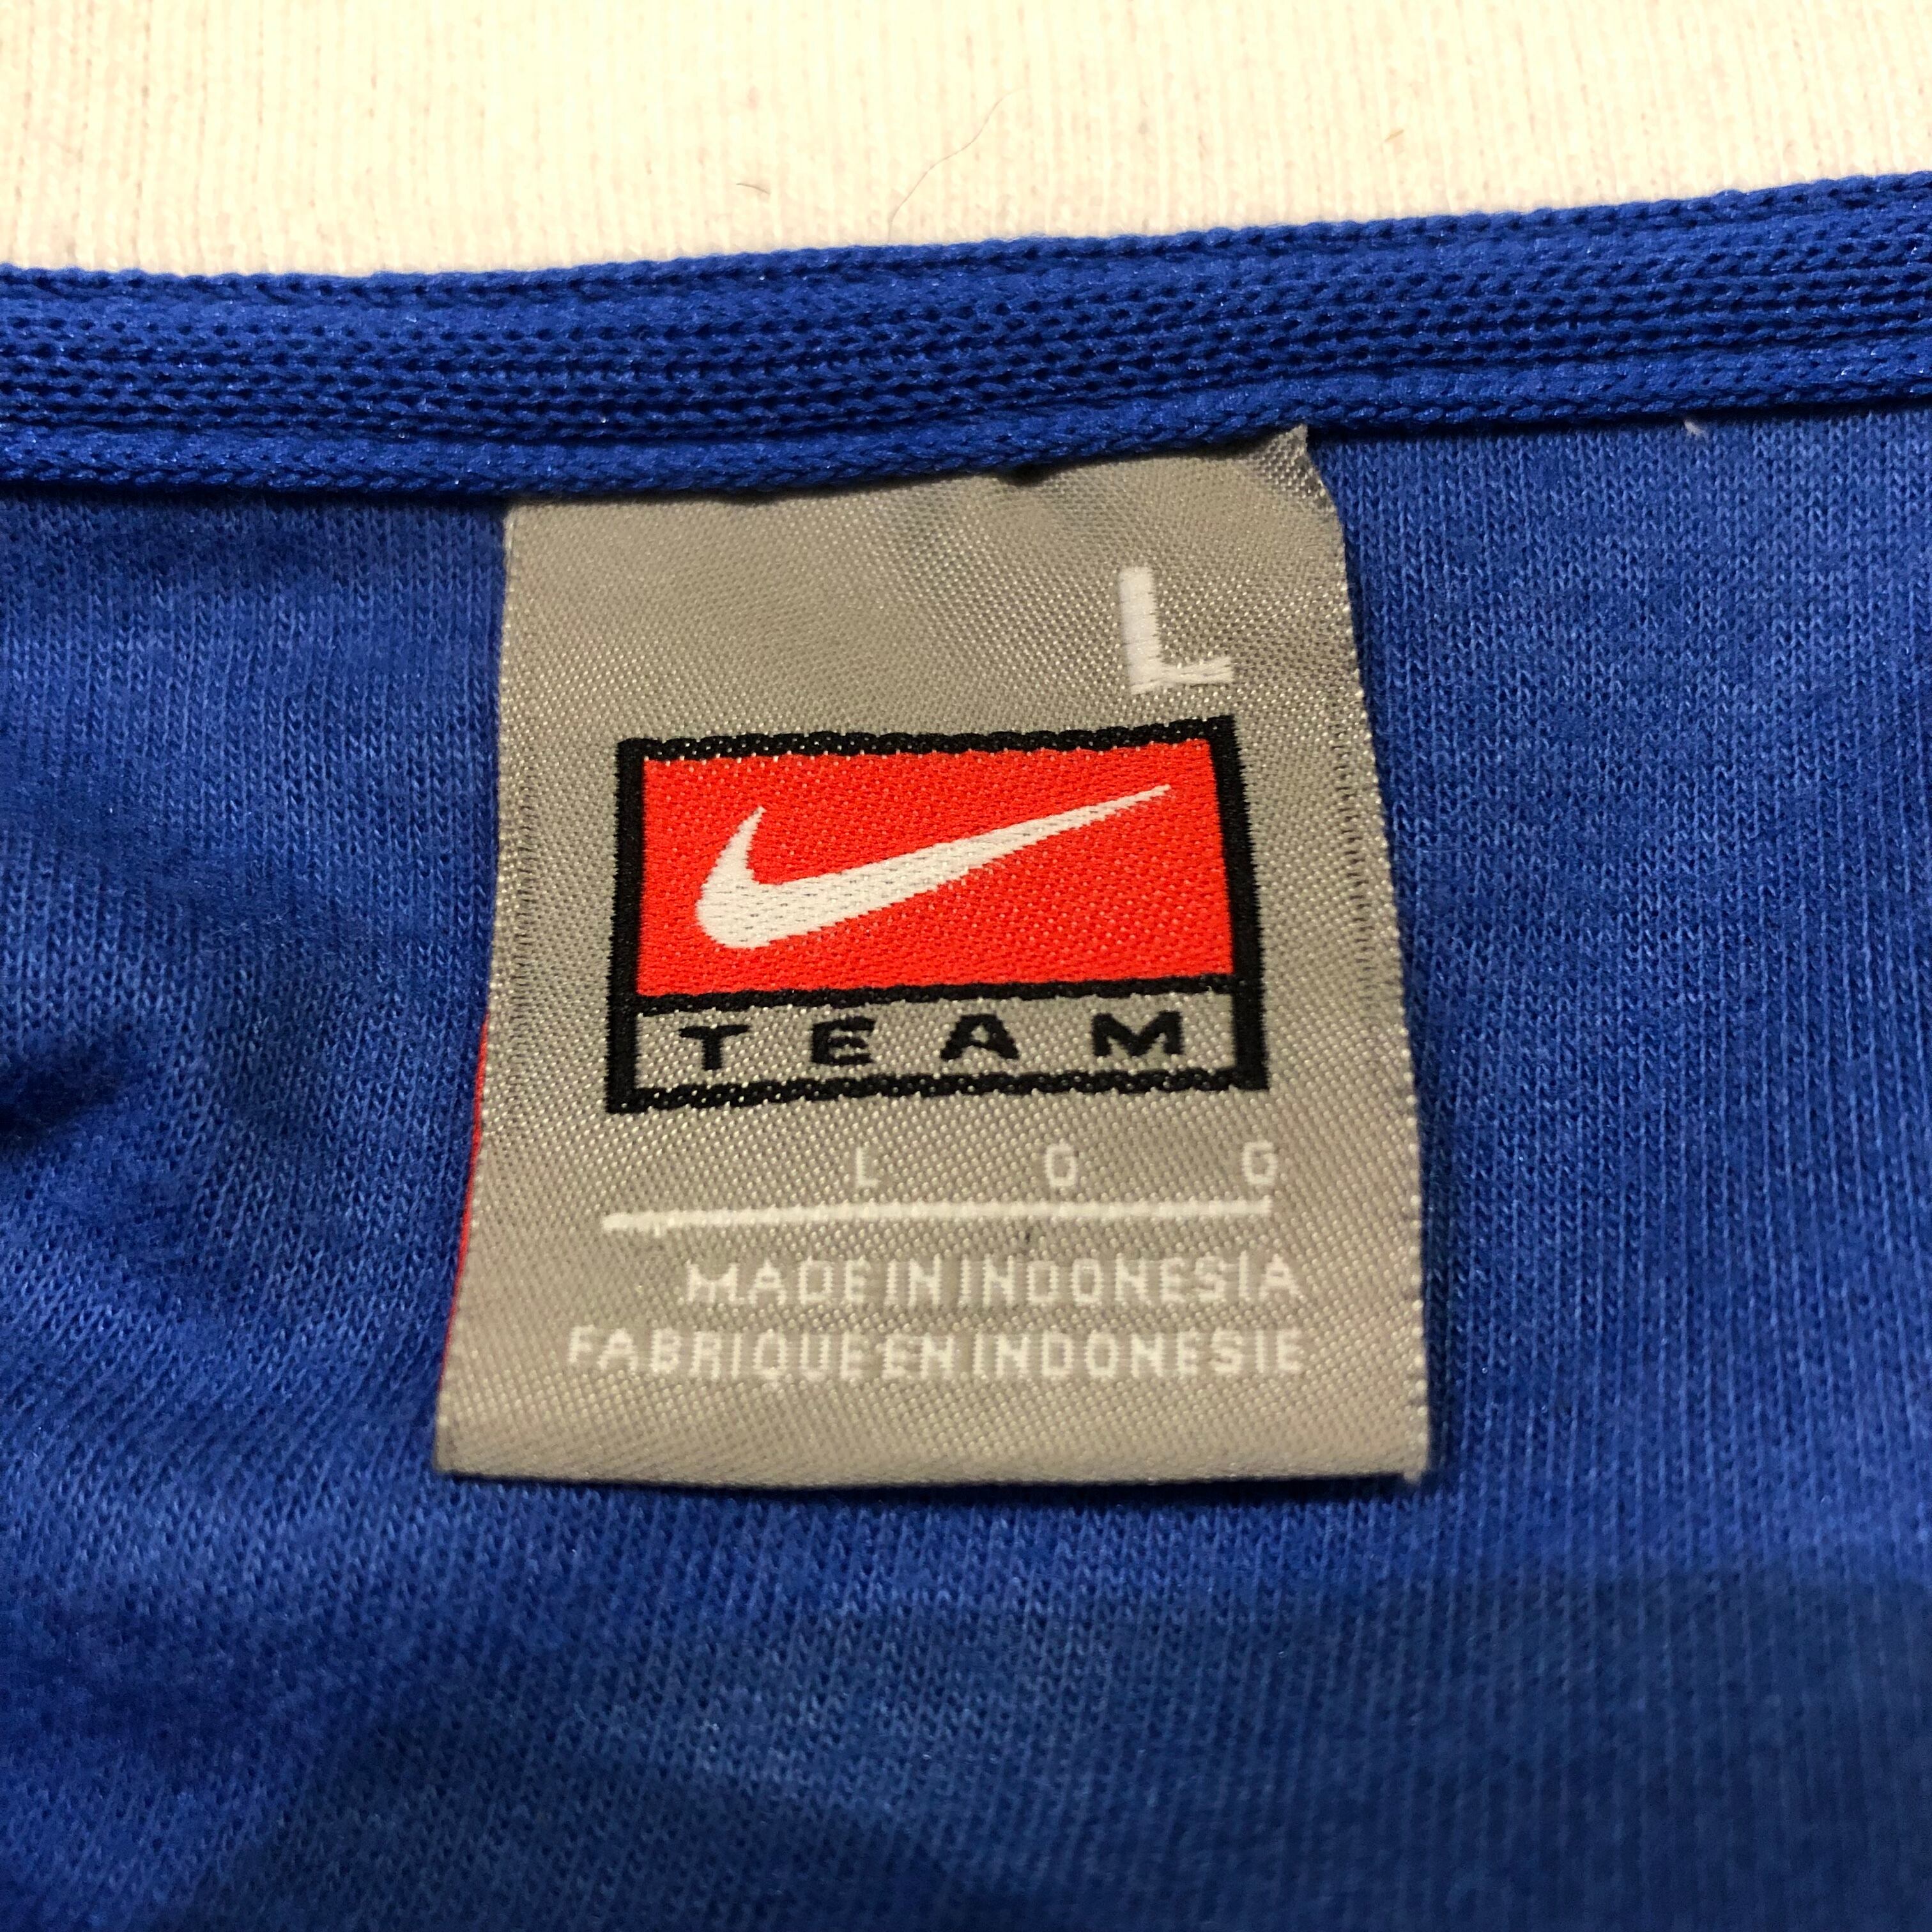 L
TEAM
L G G
MADE IN INDONESIA
FABRIQUE EN INDONESIE